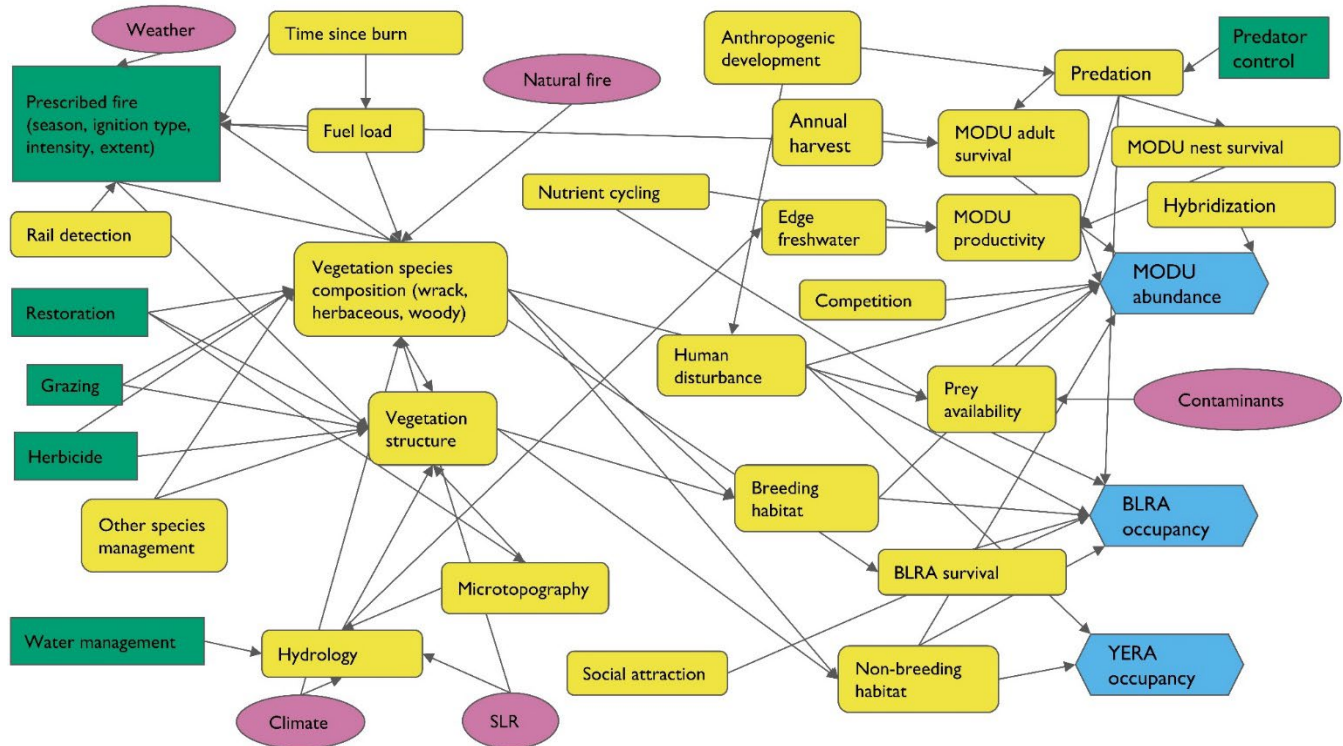 Weather
Time since burn
Anthropogenic
development
Predation
Predator
control
Prescribed fire
(season, ignition type,
intensity, extent)
Natural fire
Fuel load
Annual
harvest
MODU adult
survival
MODU nest survival
Nutrient cycling
Hybridization
Rail detection
Edge
freshwater
MODU
productivity
Vegetation species
composition (wrack,
herbaceous, woody)
MODU
abundance
Restoration
Competition
Human
disturbance
Grazing
Prey
availability
Contaminants
Vegetation
structure
Herbicide
Breeding
habitat
BLRA
occupancy
Other species
management
BLRA survival
Microtopography
Water management
Hydrology
Social attraction
Non-breeding
habitat
YERA
occupancy
Climate
SLR